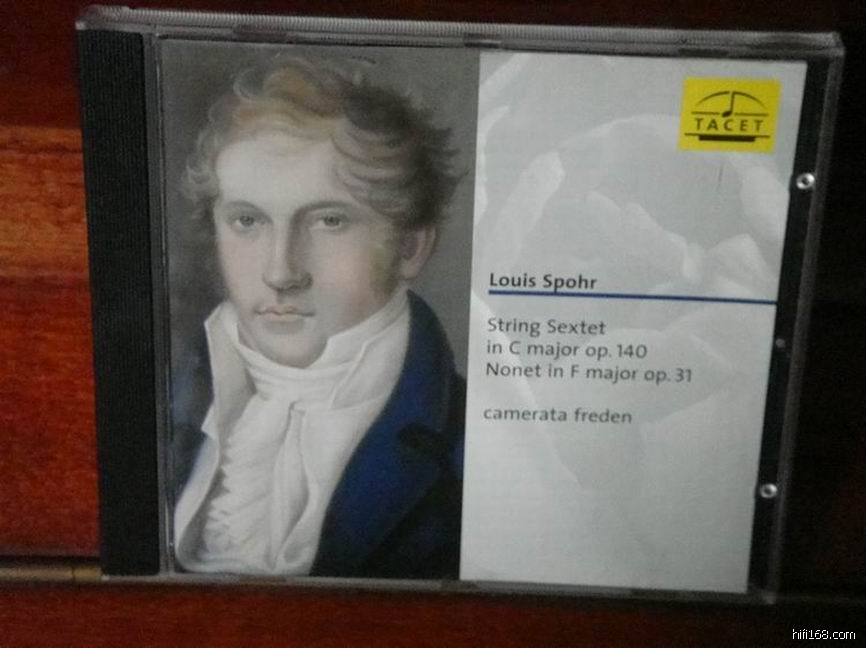 TACET
Louis Spohr
String Sextet
in C major op. 140
Nonet in F major op. 31
camerata freden
hifi168.com